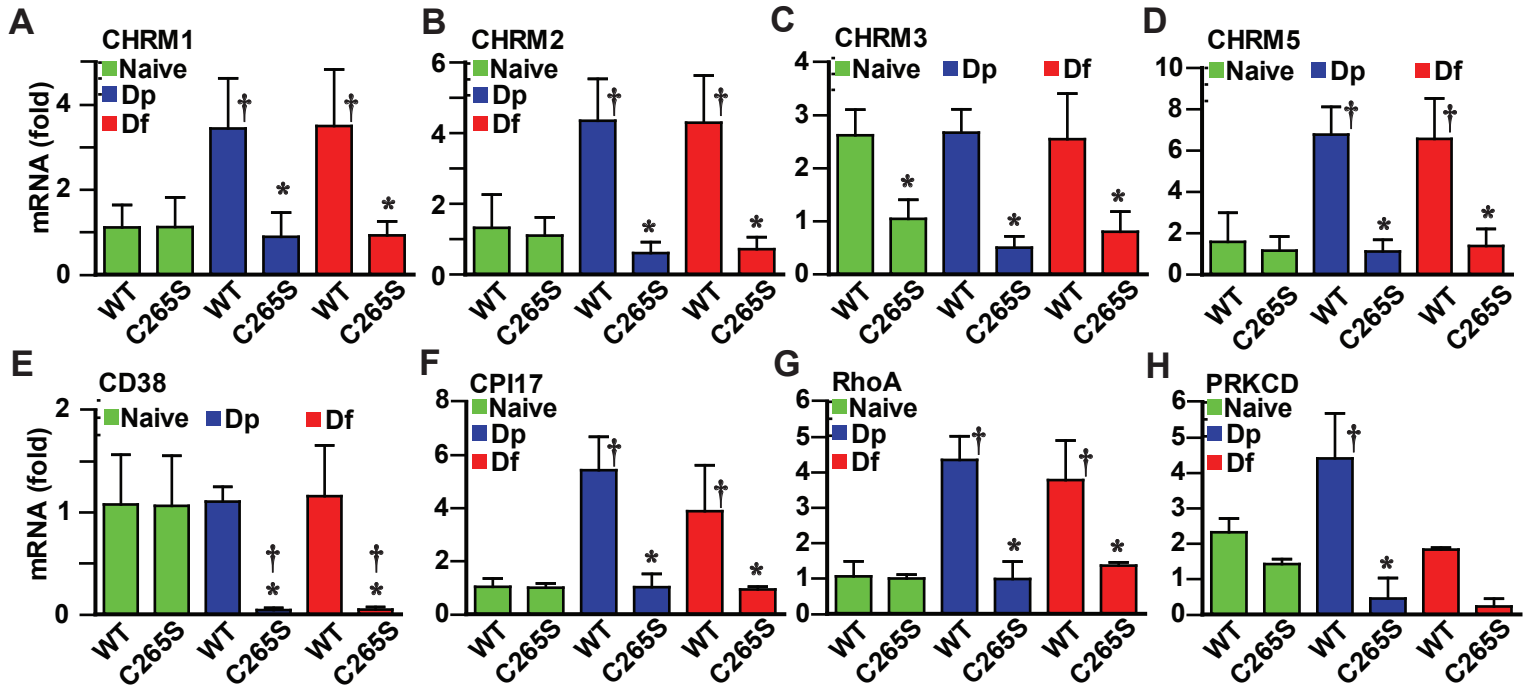 A
CHRM1
Naive
Dp
Df
mRNA (fold)
4
2
0
†
*
†
*
WT
C265S
WT
C265S
WT
C265S
B
CHRM2
Naive
Dp
Df
6
4
2
0
†
*
†
*
WT
C265S
WT
C265S
WT
C265S
C
CHRM3
Naive Dp Df
4
3
2
1
0
*
*
*
WT
C265S
WT
C265S
WT
C265S
D
CHRM5
Naive Dp Df
10
8
6
4
2
0
†
*
†
*
WT
C265S
WT
C265S
WT
C265S
E
CD38
Naive Dp Df
mRNA (fold)
2
1
0
†
*
†
*
WT
C265S
WT
C265S
WT
C265S
F
CPI17
Naive
Dp
Df
8
6
4
2
0
†
*
†
*
WT
C265S
WT
C265S
WT
C265S
G
RhoA
Naive
Dp
Df
6
5
4
3
2
1
0
†
*
†
*
WT
C265S
WT
C265S
WT
C265S
H
PRKCD
Naive
Dp
Df
6
5
4
3
2
1
0
†
*
WT
C265S
WT
C265S
WT
C265S